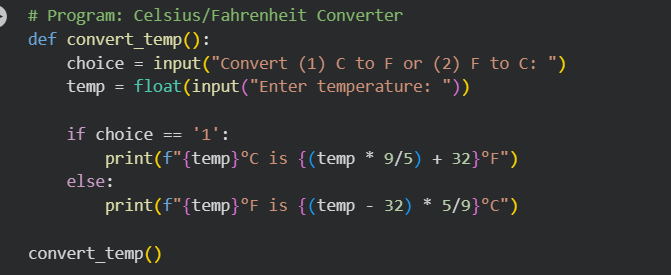 # Program: Celsius/Fahrenheit Converter
def convert_temp():
    choice = input("Convert (1) C to F or (2) F to C: ")
    temp = float(input("Enter temperature: "))

    if choice == '1':
        print(f"{temp}°C is {(temp * 9/5) + 32}°F")
    else:
        print(f"{temp}°F is {(temp - 32) * 5/9}°C")

convert_temp()